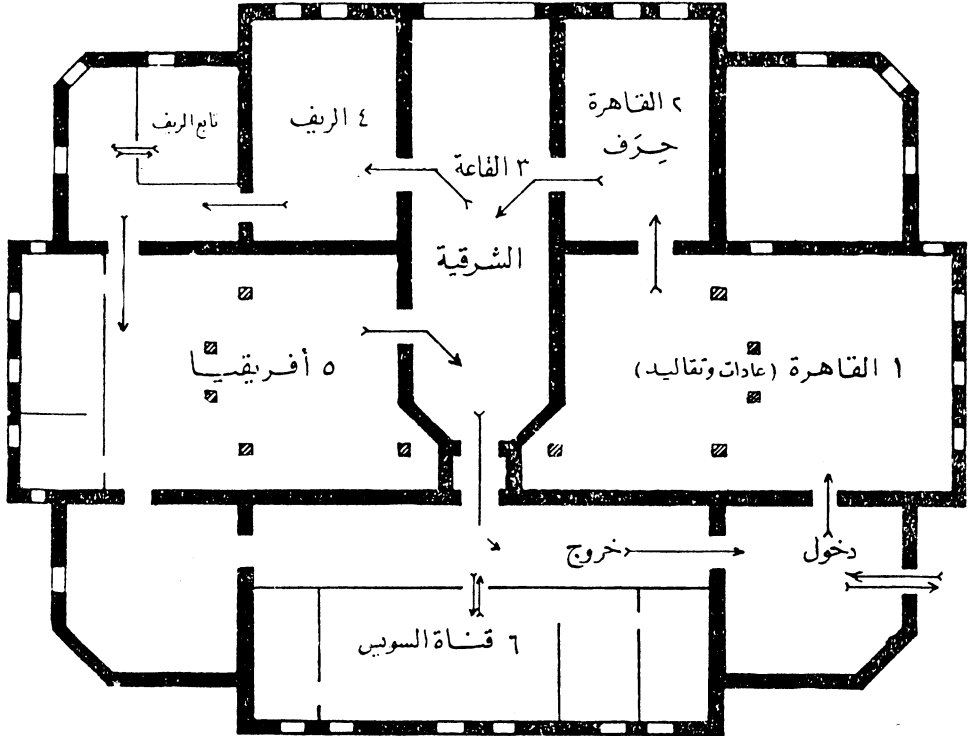 ٢ القاهرة
حِرَف
٤ الريف
تابع الريف
٣ القاعة
الشرقية
١ القاهرة (عادات وتقاليد)
٥ أفريقيا
خروج
دخول
٦ قناة السويس